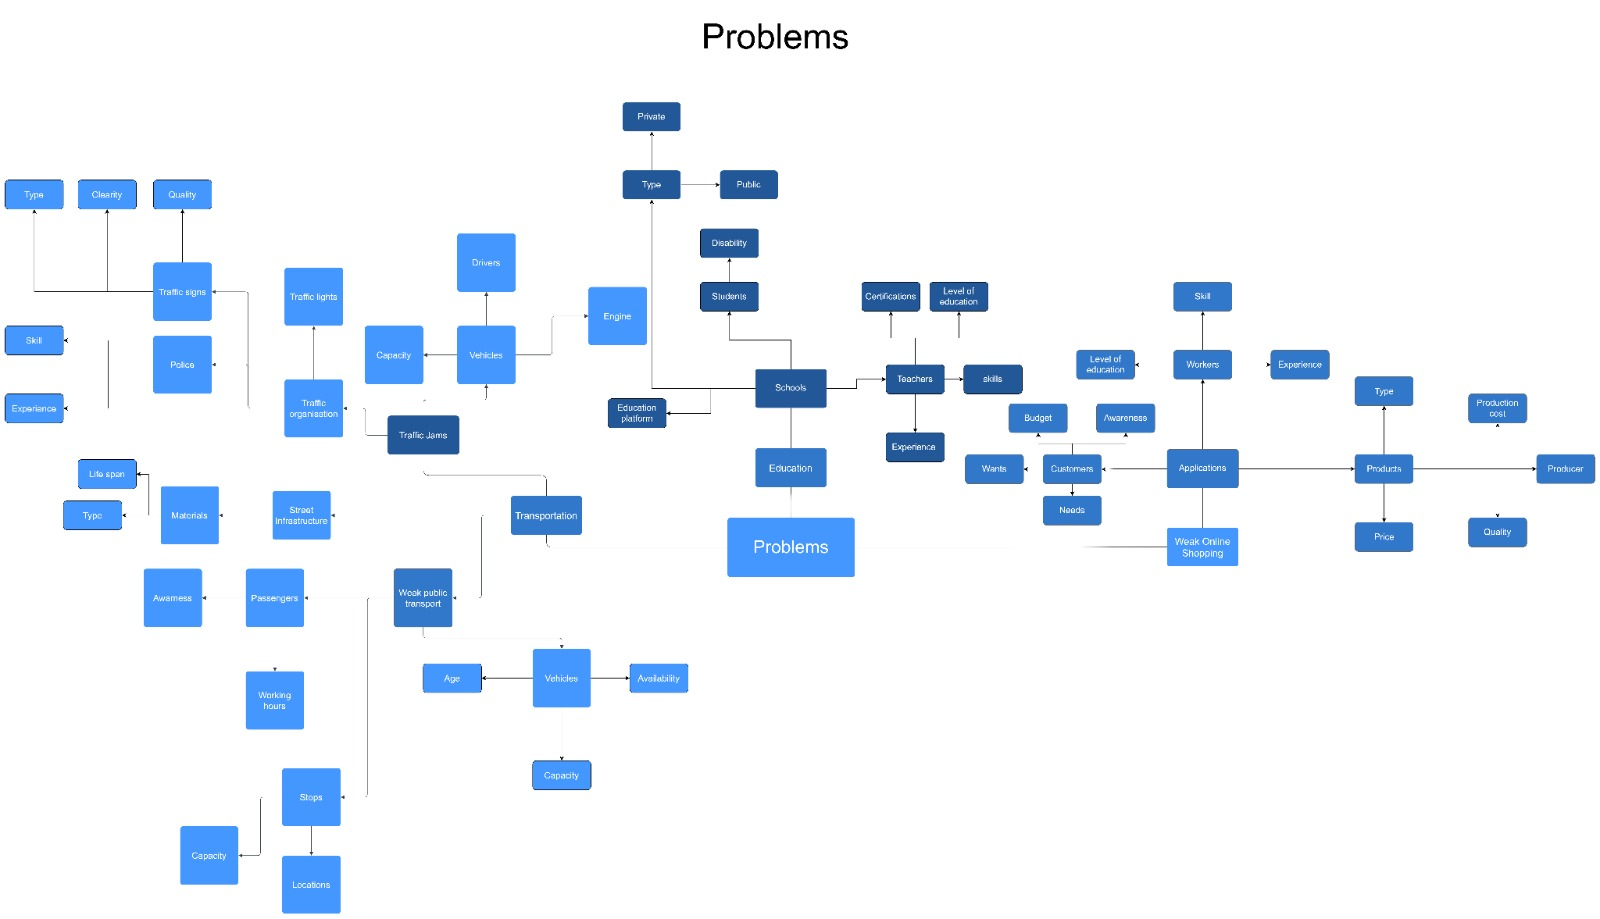 Problems
Private
Type
Public
Type
Clearity
Quality
Disability
Drivers
Traffic signs
Traffic lights
Students
Certifications
Level of
education
Skill
Engine
Skill
Capacity
Vehicles
Police
Level of
education
Workers
Experience
Schools
Teachers
skills
Type
Experience
Traffic
organisation
Education
platform
Budget
Awareness
Production
cost
Traffic Jams
Experience
Life span
Education
Wants
Customers
Applications
Products
Producer
Type
Materials
Street
infrastructure
Transportation
Needs
Problems
Weak Online
Shopping
Price
Quality
Awarness
Passengers
Weak public
transport
Working
hours
Age
Vehicles
Availability
Capacity
Stops
Capacity
Locations